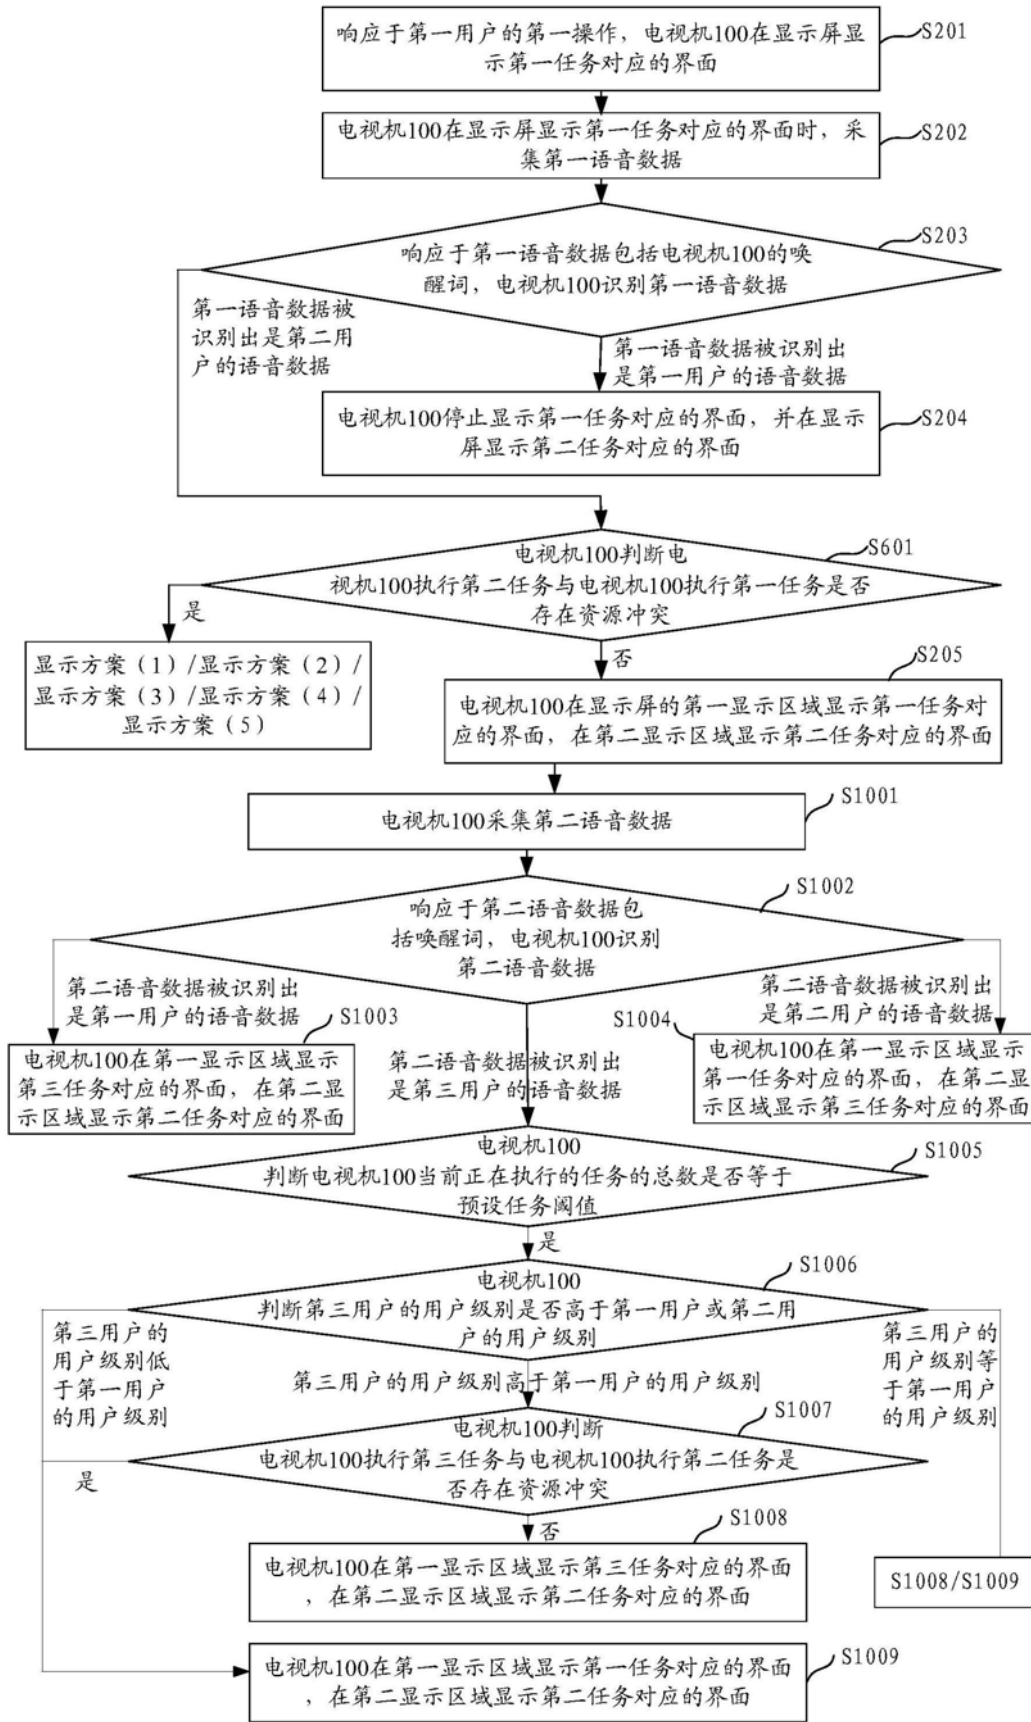 响应于第一用户的第一操作，电视机100在显示屏显
示第一任务对应的界面
S201
电视机100在显示屏显示第一任务对应的界面时，采
集第一语音数据
S202
响应于第一语音数据包括电视机100的唤
醒词，电视机100识别第一语音数据
S203
第一语音数据被
识别出是第二用
户的语音数据
第一语音数据被识别出
是第一用户的语音数据
电视机100停止显示第一任务对应的界面，并在显示
屏显示第二任务对应的界面
S204
电视机100判断电
视机100执行第二任务与电视机100执行第一任务是否
存在资源冲突
S601
是
否
显示方案（1）/显示方案（2）/
显示方案（3）/显示方案（4）/
显示方案（5）
S205
电视机100在显示屏的第一显示区域显示第一任务对
应的界面，在第二显示区域显示第二任务对应的界面
电视机100采集第二语音数据
S1001
响应于第二语音数据包
括唤醒词，电视机100识别
第二语音数据
S1002
第二语音数据被识别出
是第一用户的语音数据
第二语音数据被识别出
是第二用户的语音数据
S1003
电视机100在第一显示区域显示
第三任务对应的界面，在第二显
示区域显示第二任务对应的界面
第二语音数据被识别出
是第三用户的语音数据
S1004
电视机100在第一显示区域显示
第一任务对应的界面，在第二显
示区域显示第三任务对应的界面
电视机100
判断电视机100当前正在执行的任务的总数是否等于
预设任务阈值
S1005
是
电视机100
判断第三用户的用户级别是否高于第一用户或第二用
户的用户级别
S1006
第三用户的
用户级别低
于第一用户
的用户级别
第三用户的用户级别高于第一用户的用户级别
第三用户的
用户级别等
于第一用户
的用户级别
电视机100判断
电视机100执行第三任务与电视机100执行第二任务是
否存在资源冲突
S1007
是
否
电视机100在第一显示区域显示第三任务对应的界面
，在第二显示区域显示第二任务对应的界面
S1008
S1008/S1009
电视机100在第一显示区域显示第一任务对应的界面
，在第二显示区域显示第二任务对应的界面
S1009